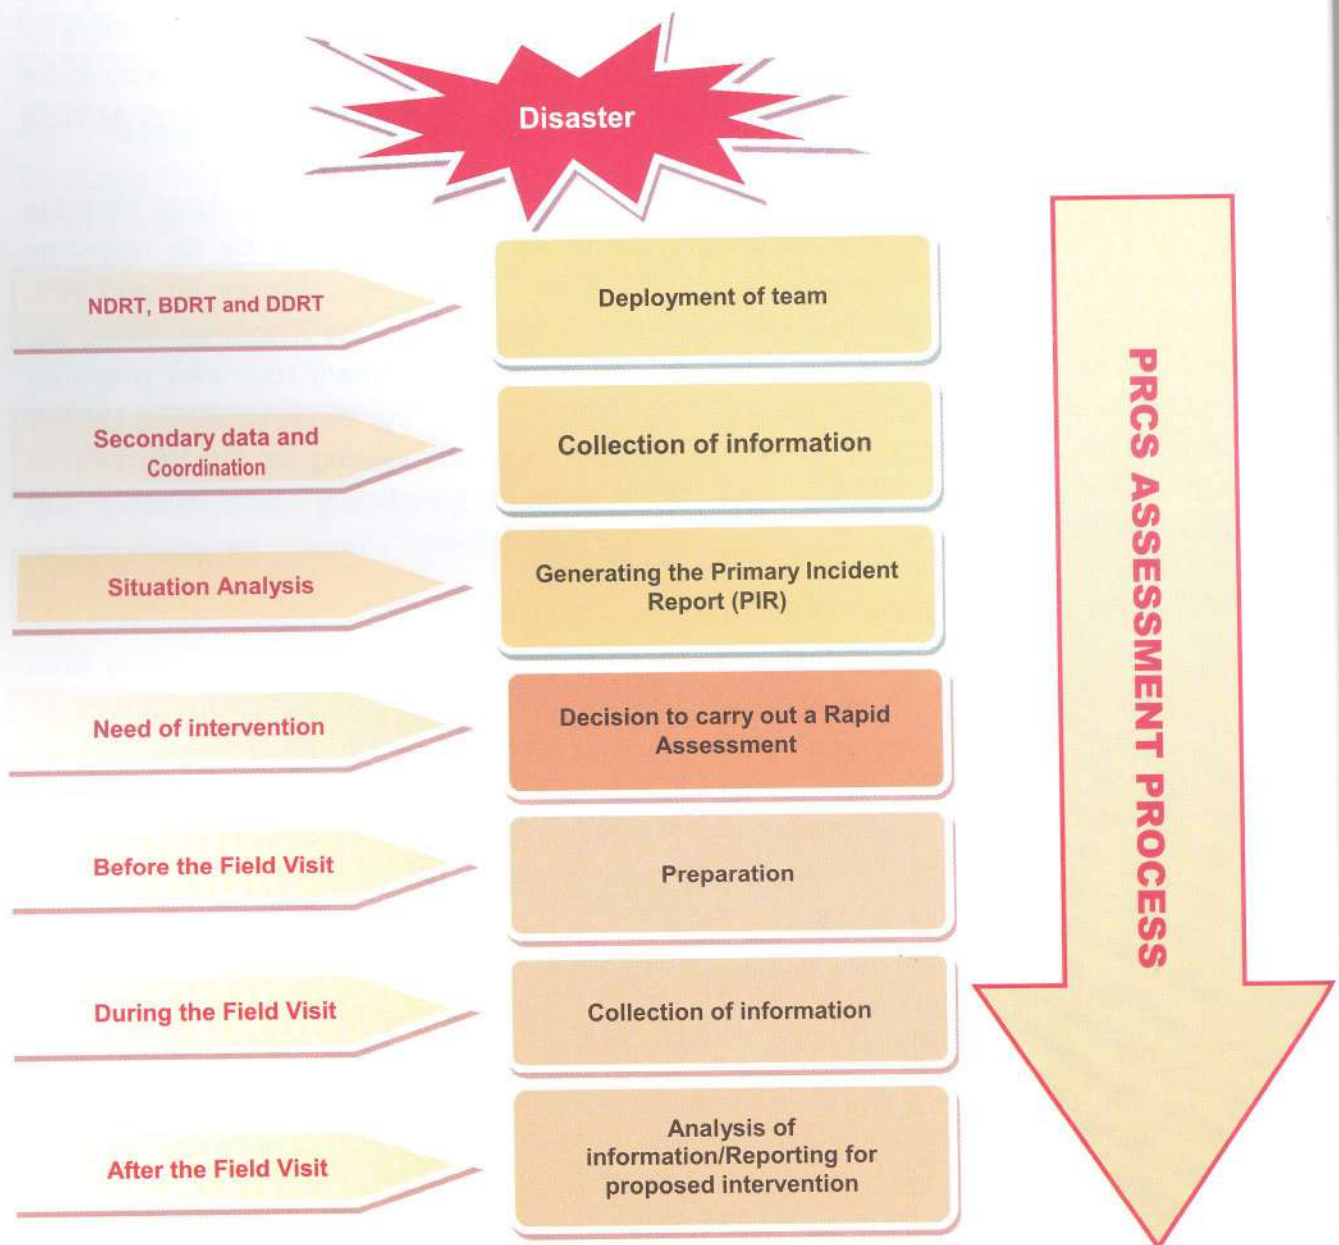 Disaster
NDRT, BDRT and DDRT
Deployment of team
Secondary data and
Coordination
Collection of information
Situation Analysis
Generating the Primary Incident
Report (PIR)
Need of intervention
Decision to carry out a Rapid
Assessment
Before the Field Visit
Preparation
During the Field Visit
Collection of information
After the Field Visit
Analysis of
information/Reporting for
proposed intervention
PRCS ASSESSMENT PROCESS